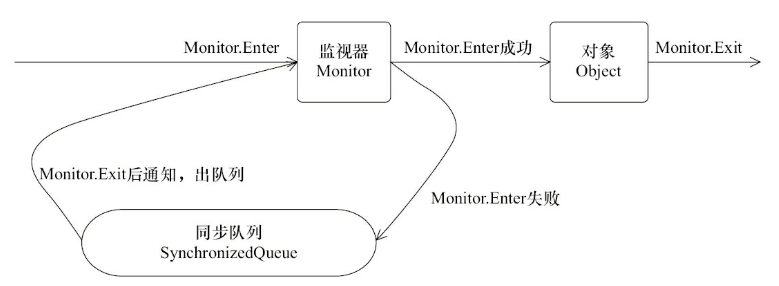 Monitor.Enter
监视器
Monitor
Monitor.Enter成功
对象
Object
Monitor.Exit
Monitor.Exit后通知，出队列
Monitor.Enter失败
同步队列
SynchronizedQueue